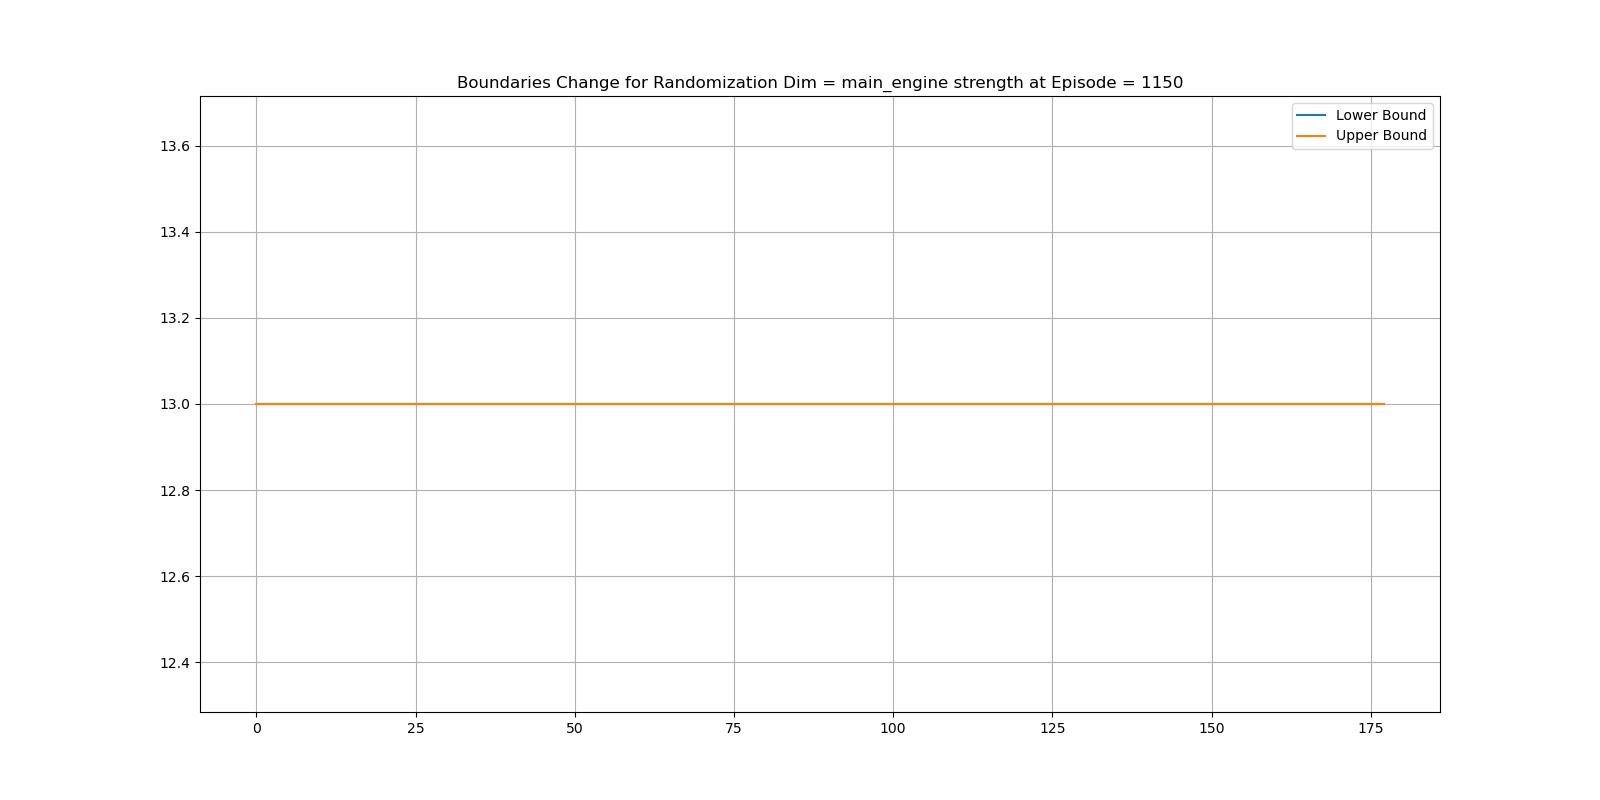 Boundaries Change for Randomization Dim = main_engine strength at Episode = 1150
Lower Bound
Upper Bound
13.6
13.4
13.2
13.0
12.8
12.6
12.4
0 25 50 75 100 125 150 175